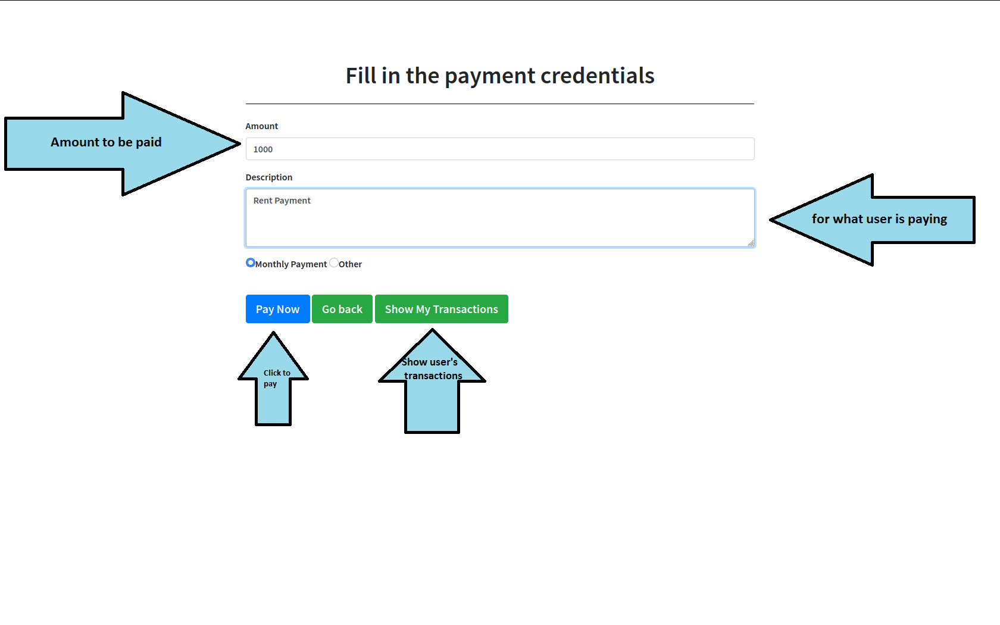 Fill in the payment credentials
Amount
Amount to be paid
1000
Description
Rent Payment
for what user is paying
Monthly Payment Other
Pay Now Go back Show My Transactions
Click to
pay
Show user's
transactions